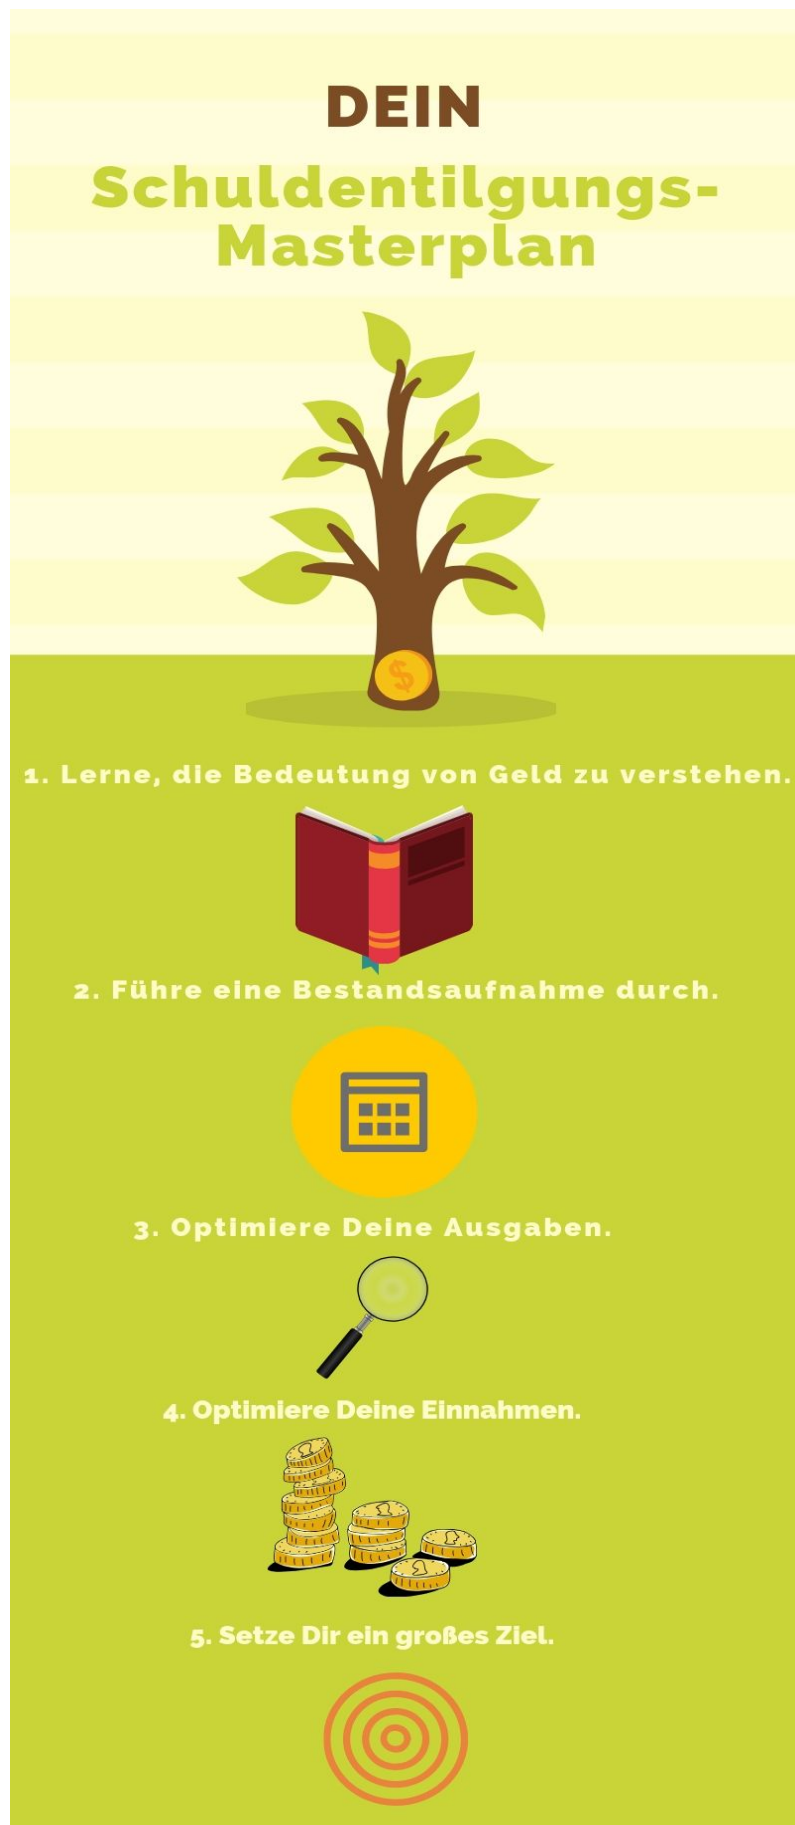 DEIN
Schuldentilgungs-
Masterplan
$
1. Lerne, die Bedeutung von Geld zu verstehen.
2. Führe eine Bestandsaufnahme durch.
3. Optimiere Deine Ausgaben.
4. Optimiere Deine Einnahmen.
5. Setze Dir ein großes Ziel.